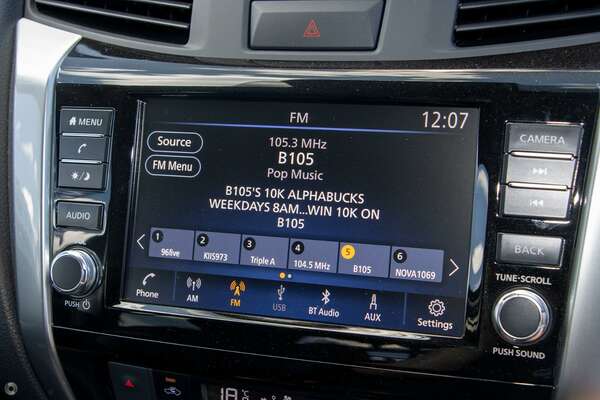 MENU
AUDIO
PUSH
FM
12:07
Source
FM Menu
105.3 MHz
B105
Pop Music
B105'S 10K ALPHABUCKS
WEEKDAYS 8AM...WIN 10K ON
B105
1 96five
2 KIIS973
3 Triple A
4 104.5 MHz
5 B105
6 NOVA1069
Phone
AM
FM
USB
BT Audio
AUX
Settings
CAMERA
BACK
TUNE·SCROLL
PUSH SOUND